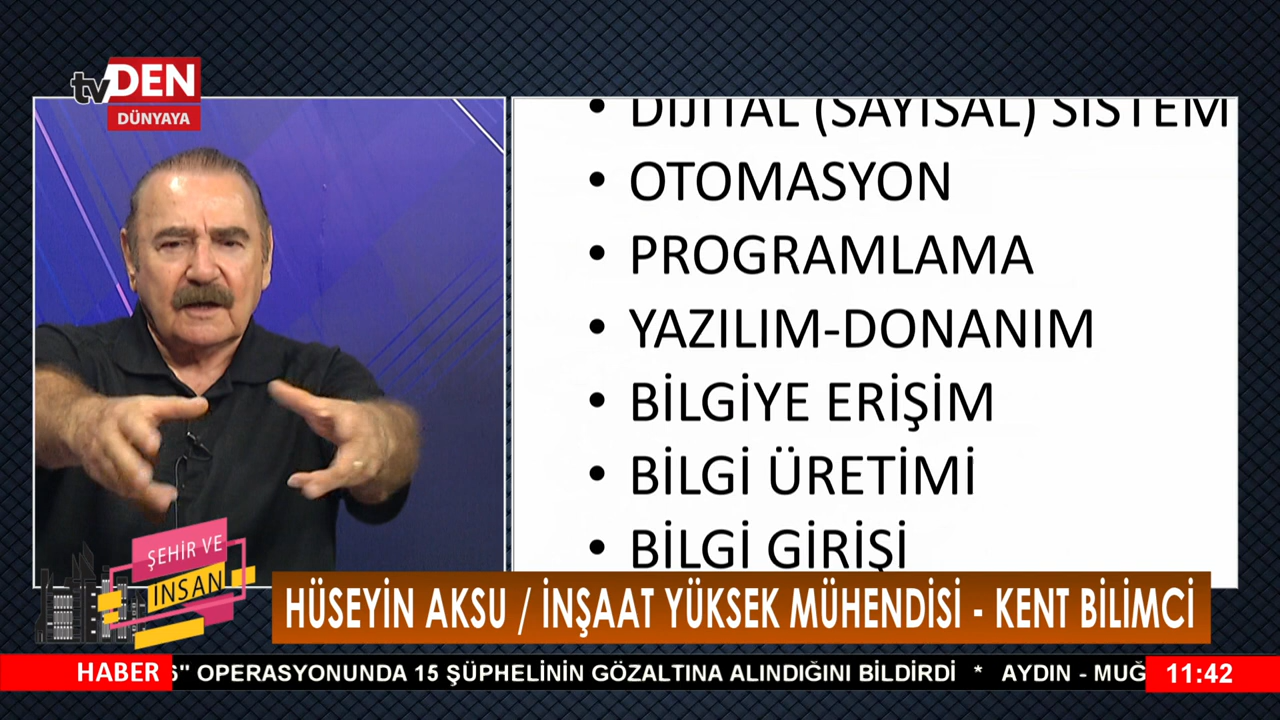 tvDEN
DÜNYAYA
• DİJİTAL (SAYISAL) SİSTEM
• OTOMASYON
• PROGRAMLAMA
• YAZILIM-DONANIM
• BİLGİYE ERİŞİM
• BİLGİ ÜRETİMİ
• BİLGİ GİRİŞİ
ŞEHİR VE
INSAN
HÜSEYİN AKSU / İNŞAAT YÜKSEK MÜHENDİSİ - KENT BİLİMCİ
HABER
OPERASYONUNDA 15 ŞÜPHELİNİN GÖZALTINA ALINDIĞINI BİLDİRDİ * AYDIN - MUĞ
11:42